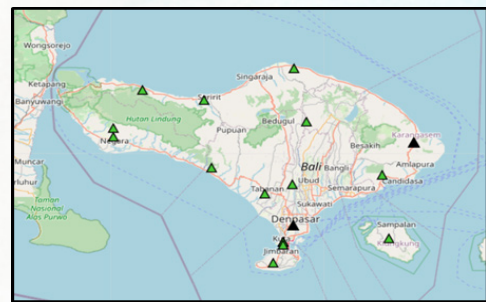 Wongsorejo
Ketapang
Banyuwangi
Singaraja
Seririt
Hutan Lindung
Pupuan
Bedugul
Karangasem
Besakih
Negara
Bali
Bangli
Amlapura
Muncar
Tabanan
Ubud
Semarapura
Candidasa
Taman
Nasional
Alas Purwo
Sukawati
Denpasar
Sampalan
Klungkung
Kuta
Jimbaran